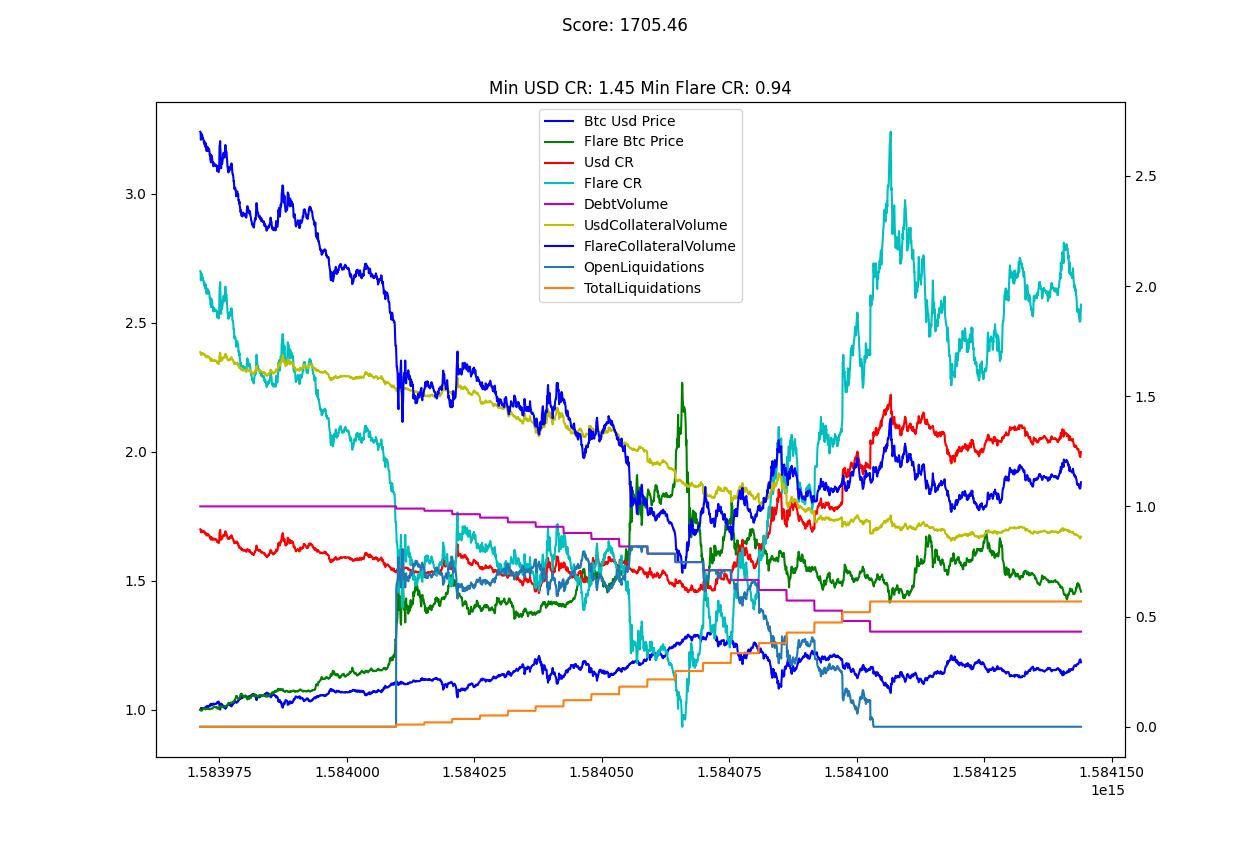 Score: 1705.46
Min USD CR: 1.45 Min Flare CR: 0.94
Btc Usd Price
Flare Btc Price
Usd CR
Flare CR
DebtVolume
UsdCollateralVolume
FlareCollateralVolume
OpenLiquidations
TotalLiquidations
3.0
2.5
2.0
1.5
1.0
2.5
2.0
1.5
1.0
0.5
0.0
1.583975 1.584000 1.584025 1.584050 1.584075 1.584100 1.584125 1.584150
1e15